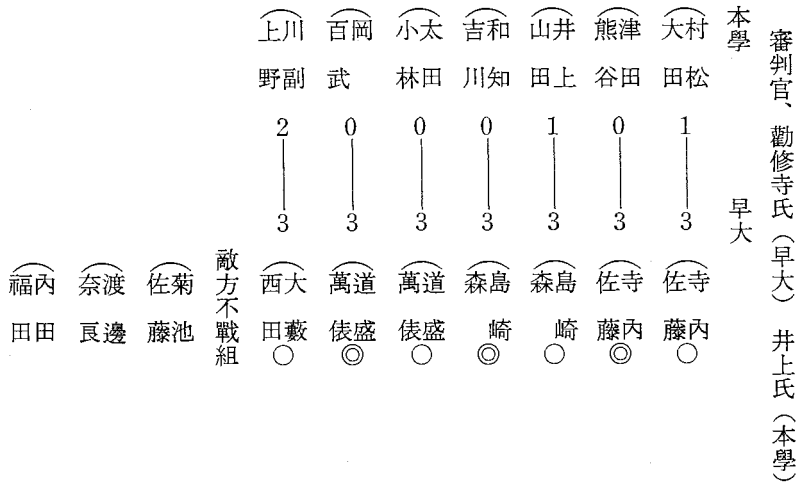 審判官、勸修寺氏(早大) 井上氏(本學)
本學 早大
(村松 大田 1—3 (寺內 佐藤 ○
(津田 熊谷 0—3 (寺內 佐藤 ◎
(井上 山田 1—3 (島崎 森 ○
(和知 吉川 0—3 (島崎 森 ◎
(太田 小林 0—3 (道盛 萬俵 ○
(岡 百武 0—3 (道盛 萬俵 ◎
(川副 上野 2—3 (大藪 西田 ○
敵方不戰組
(菊池 佐藤
(渡邊 奈良
(內田 福田